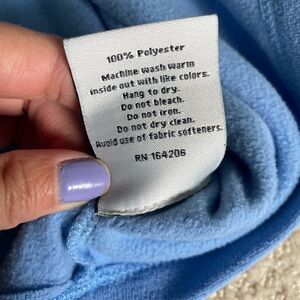 100% Polyester
Machine wash warm
inside out with like colors.
Hang to dry.
Do not bleach.
Do not iron.
Do not dry clean.
Avoid use of fabric softeners.
RN 164206